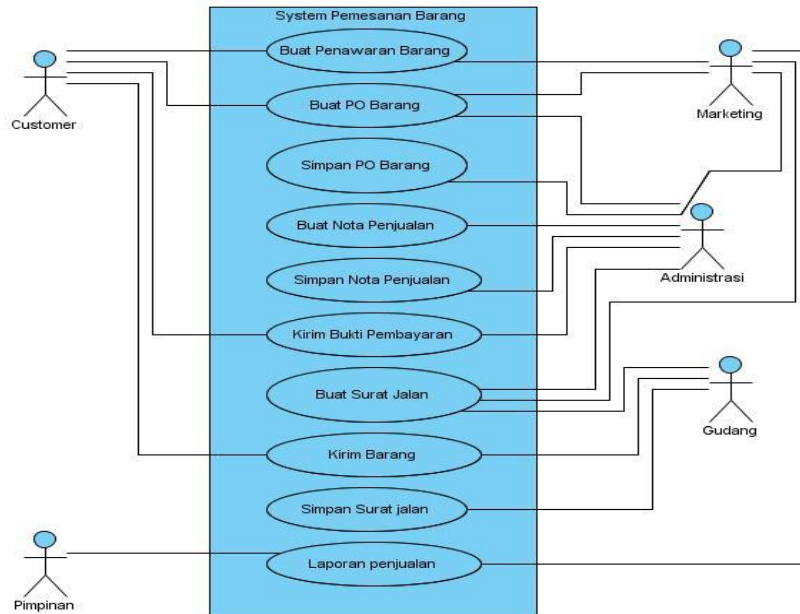 System Pemesanan Barang
Buat Penawaran Barang
Buat PO Barang
Simpan PO Barang
Buat Nota Penjualan
Simpan Nota Penjualan
Kirim Bukti Pembayaran
Buat Surat Jalan
Kirim Barang
Simpan Surat jalan
Laporan penjualan
Customer
Pimpinan
Marketing
Administrasi
Gudang